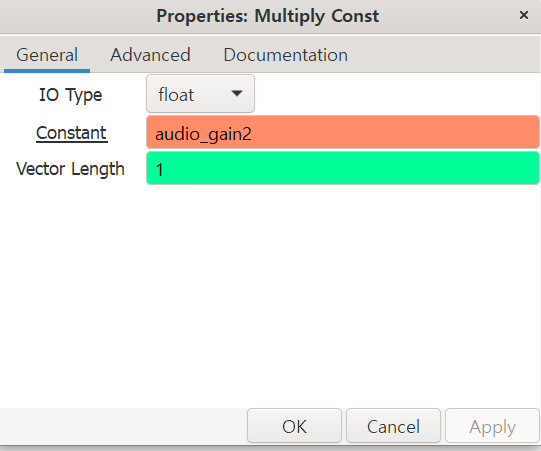 Properties: Multiply Const ×
General Advanced Documentation
IO Type float
Constant audio_gain2
Vector Length 1
OK Cancel Apply